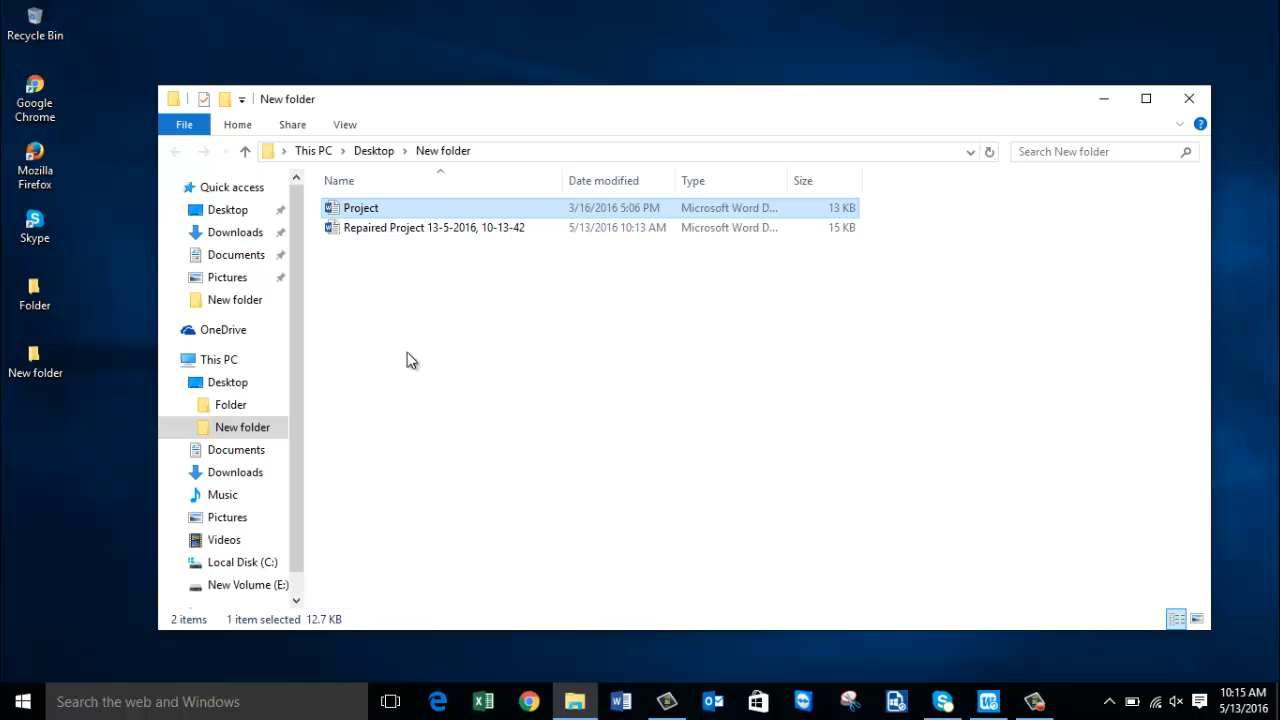 Recycle Bin
Google
Chrome
Mozilla
Firefox
Skype
Folder
New folder
New folder
File Home Share View
This PC Desktop New folder
Search New folder
Name Date modified Type Size
Project 3/16/2016 5:06 PM Microsoft Word D... 13 KB
Repaired Project 13-5-2016, 10-13-42 5/13/2016 10:13 AM Microsoft Word D... 15 KB
Quick access
Desktop
Downloads
Documents
Pictures
New folder
OneDrive
This PC
Desktop
Folder
New folder
Documents
Downloads
Music
Pictures
Videos
Local Disk (C:)
New Volume (E:)
2 items 1 item selected 12.7 KB
Search the web and Windows
10:15 AM
5/13/2016